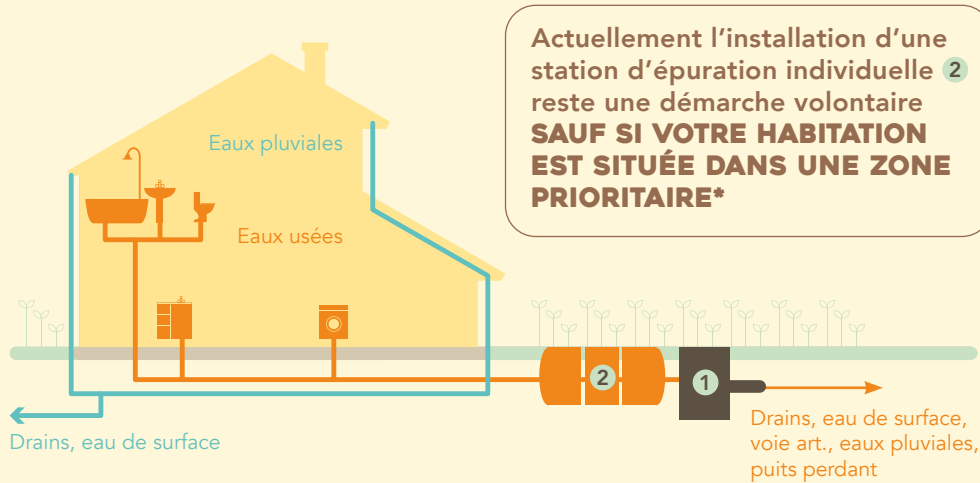 Actuellement l’installation d’une
station d’épuration individuelle 2
reste une démarche volontaire
SAUF SI VOTRE HABITATION
EST SITUÉE DANS UNE ZONE
PRIORITAIRE*
Eaux pluviales
Eaux usées
2
1
Drains, eau de surface
Drains, eau de surface,
voie art., eaux pluviales,
puits perdant